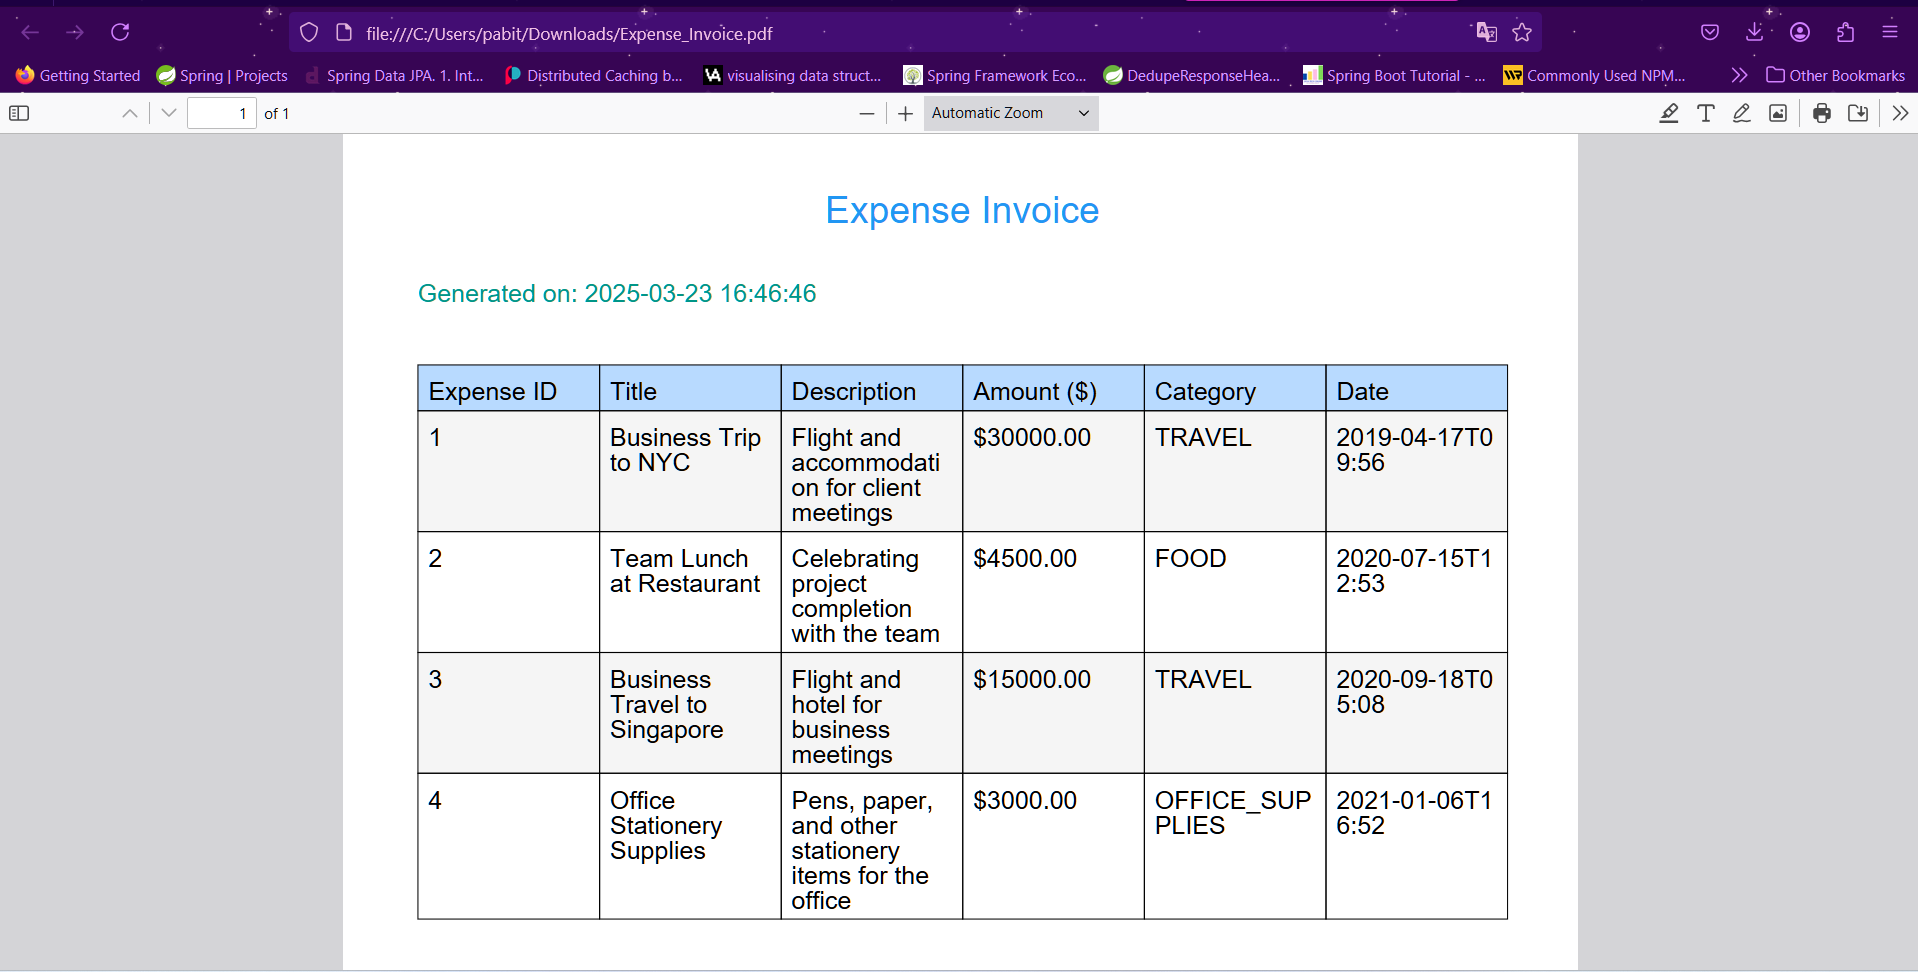 file:///C:/Users/pabit/Downloads/Expense_Invoice.pdf
Getting Started
Spring | Projects
Spring Data JPA. 1. Int...
Distributed Caching b...
VA visualising data struct...
Spring Framework Eco...
DedupeResponseHea...
Spring Boot Tutorial - ...
Commonly Used NPM...
Other Bookmarks
1 of 1
Automatic Zoom
Expense Invoice
Generated on: 2025-03-23 16:46:46
Expense ID Title Description Amount ($) Category Date
1 Business Trip Flight and $30000.00 TRAVEL 2019-04-17T0
to NYC accommodati 9:56
on for client
meetings
2 Team Lunch Celebrating $4500.00 FOOD 2020-07-15T1
at Restaurant project 2:53
completion
with the team
3 Business Flight and $15000.00 TRAVEL 2020-09-18T0
Travel to hotel for 5:08
Singapore business
meetings
4 Office Pens, paper, $3000.00 OFFICE_SUP 2021-01-06T1
Stationery and other PLIES 6:52
Supplies stationery
items for the
office